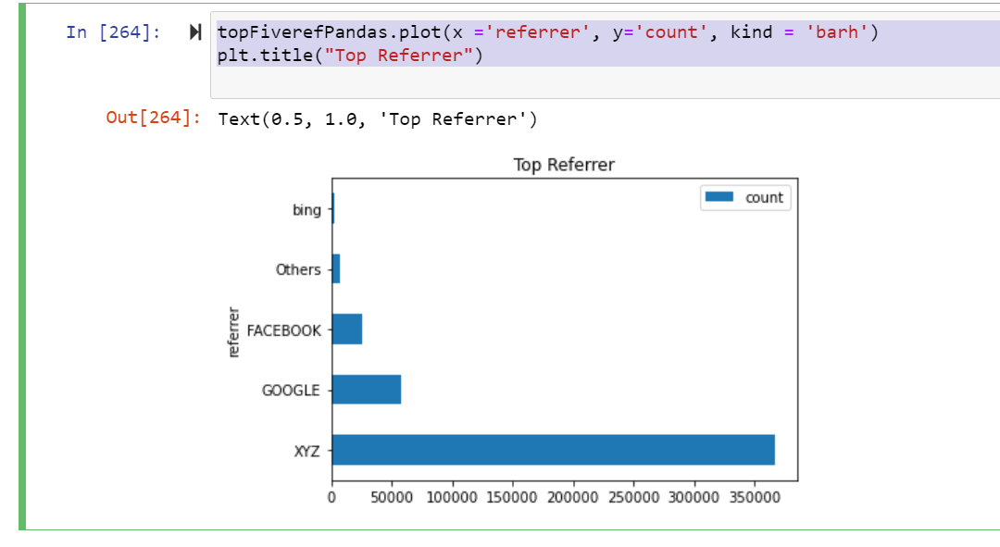 In [264]:
topFiverefPandas.plot(x ='referrer', y='count', kind = 'barh')
plt.title("Top Referrer")
Out[264]: Text(0.5, 1.0, 'Top Referrer')
Top Referrer
count
bing
Others
FACEBOOK
GOOGLE
XYZ
referrer
0 50000 100000 150000 200000 250000 300000 350000